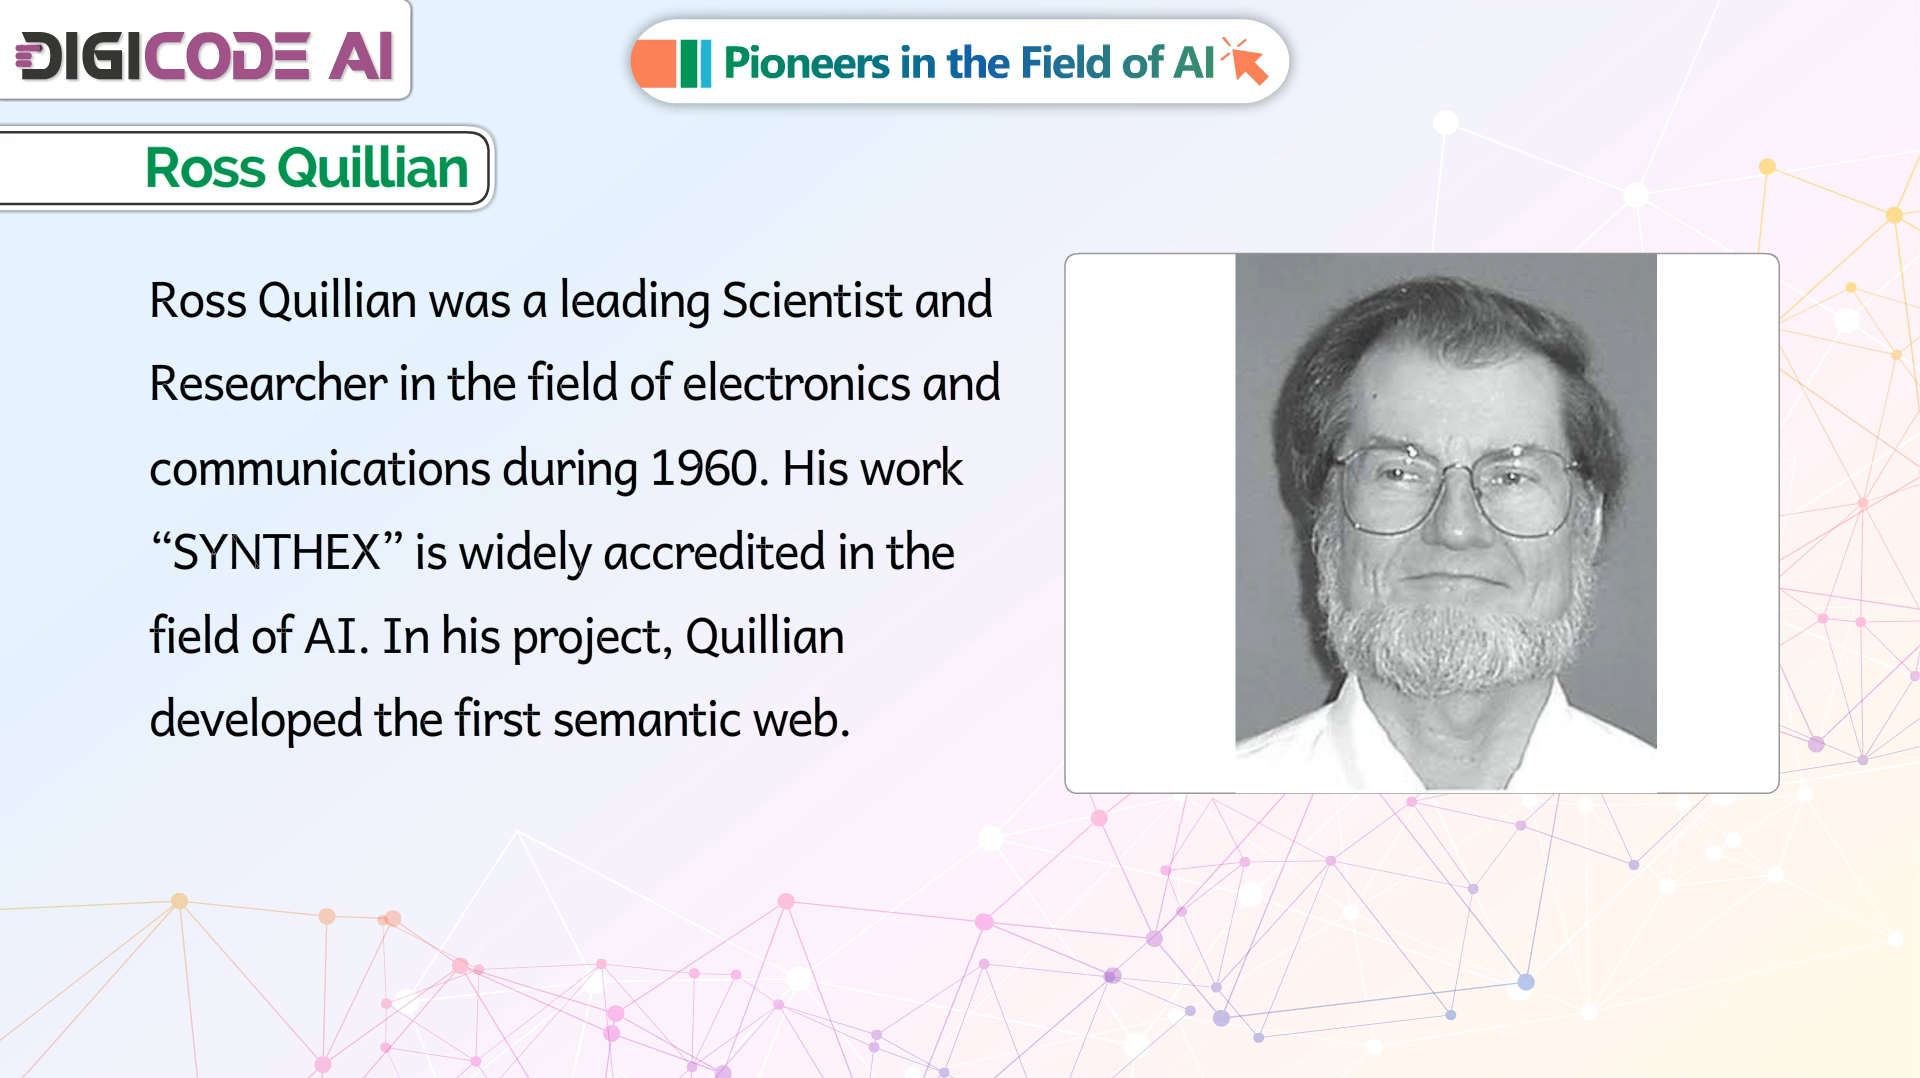 DIGICODE AI
Pioneers in the Field of AI
Ross Quillian
Ross Quillian was a leading Scientist and
Researcher in the field of electronics and
communications during 1960. His work
“SYNTHEX” is widely accredited in the
field of AI. In his project, Quillian
developed the first semantic web.